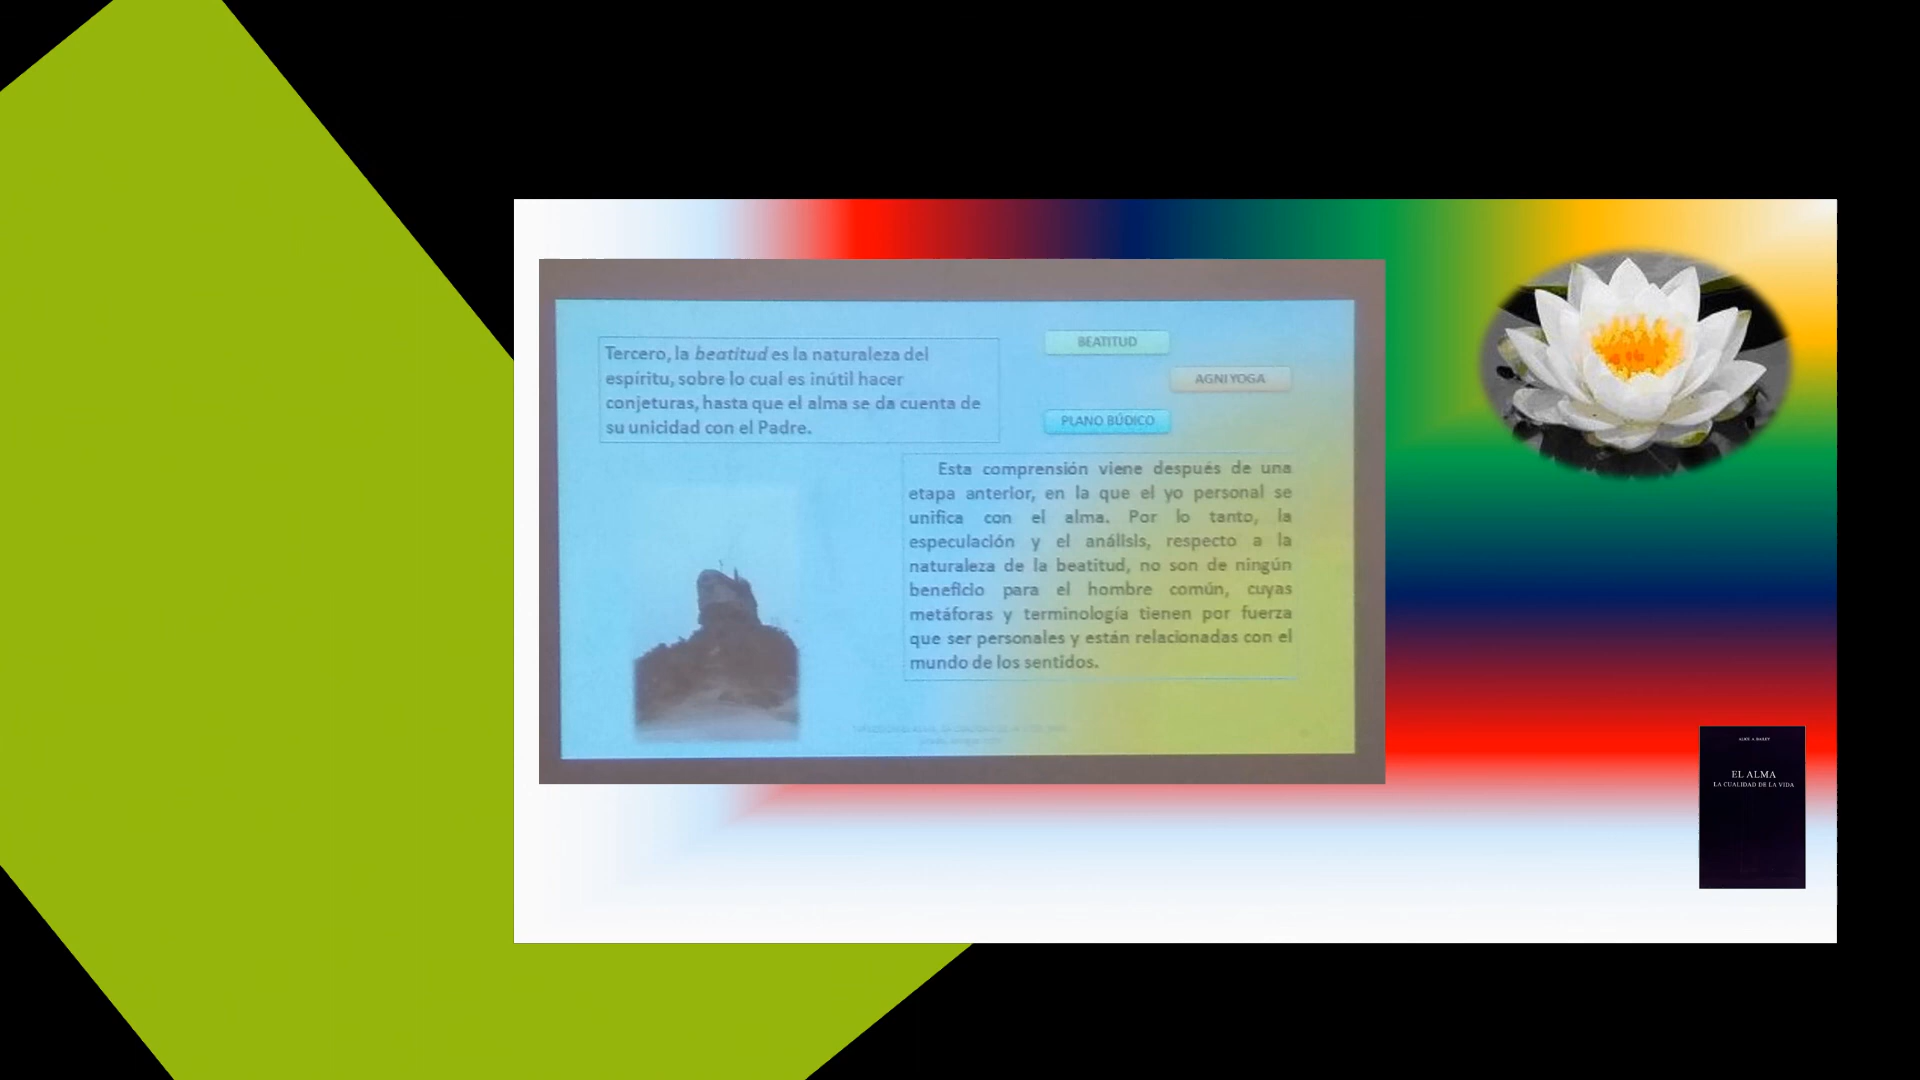 Tercero, la beatitud es la naturaleza del
espíritu, sobre lo cual es inútil hacer
conjeturas, hasta que el alma se da cuenta de
su unicidad con el Padre.
BEATITUD
AGNI YOGA
PLANO BÚDICO
Esta comprensión viene después de una
etapa anterior, en la que el yo personal se
unifica con el alma. Por lo tanto, la
especulación y el análisis, respecto a la
naturaleza de la beatitud, no son de ningún
beneficio para el hombre común, cuyas
metáforas y terminología tienen por fuerza
que ser personales y están relacionadas con el
mundo de los sentidos.
ALICE A. BAILEY
EL ALMA
LA CUALIDAD DE LA VIDA